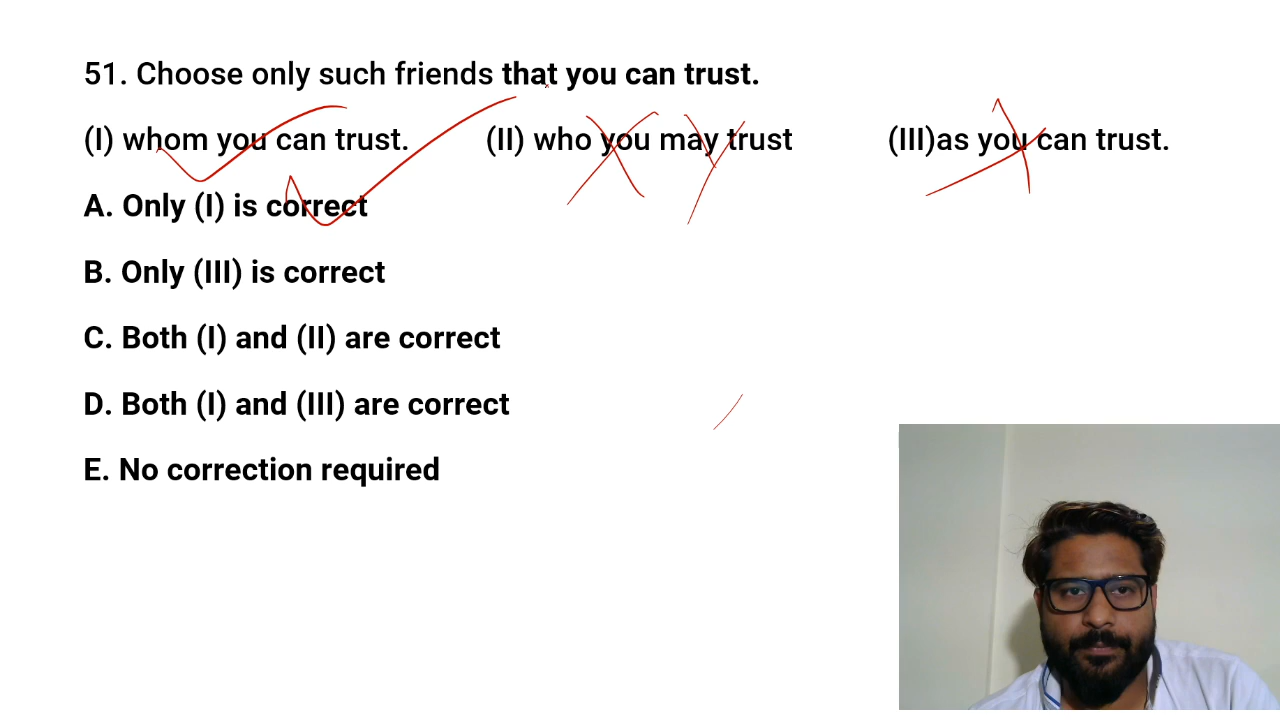 51. Choose only such friends that you can trust.
(I) whom you can trust. (II) who you may trust (III)as you can trust.
A. Only (I) is correct
B. Only (III) is correct
C. Both (I) and (II) are correct
D. Both (I) and (III) are correct
E. No correction required